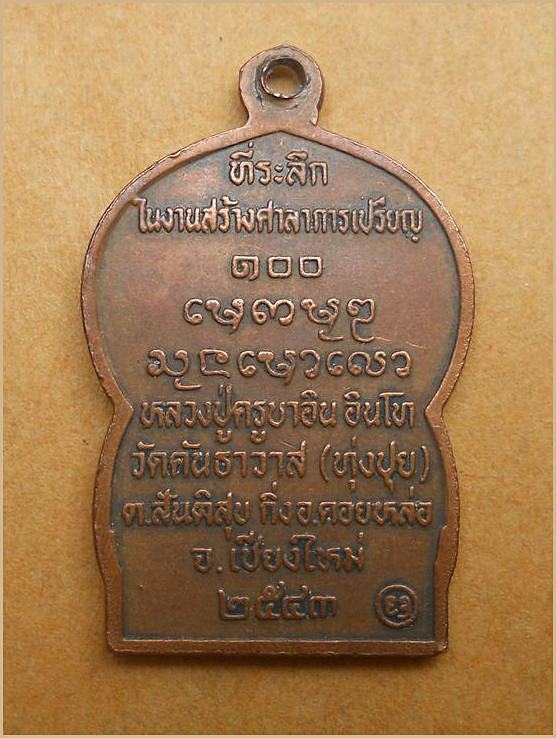 ที่ระลึก
ในงานสร้างศาลาการเปรียญ
๑๐๐
หลวงปู่ครูบาอิน อินโท
วัดคันธาวาส (ทุ่งปุย)
ต.สันติสุข กิ่งอ.ดอยหล่อ
จ.เชียงใหม่
๒๕๔๓